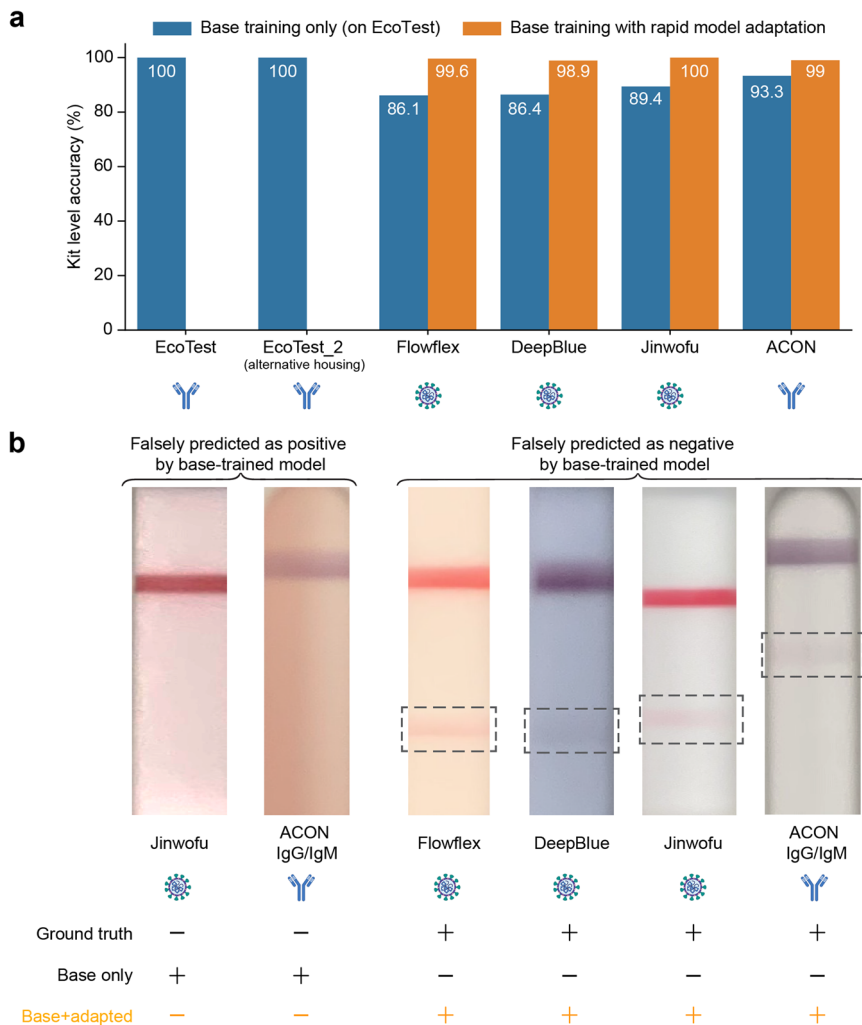 a
Base training only (on EcoTest)
Base training with rapid model adaptation
Kit level accuracy (%)
100
80
60
40
20
0
100
100
86.1
99.6
86.4
98.9
89.4
100
93.3
99
EcoTest
EcoTest_2
(alternative housing)
Flowflex
DeepBlue
Jinwofu
ACON
b
Falsely predicted as positive
by base-trained model
Falsely predicted as negative
by base-trained model
Jinwofu
ACON
IgG/IgM
Flowflex
DeepBlue
Jinwofu
ACON
IgG/IgM
Ground truth − − + + + +
Base only + + − − − −
Base+adapted − − + + + +